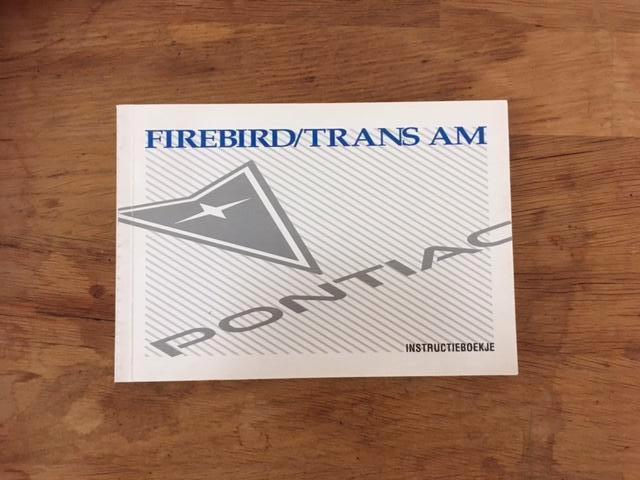 FIREBIRD/TRANS AM
PONTIAC
INSTRUCTIEBOEKJE